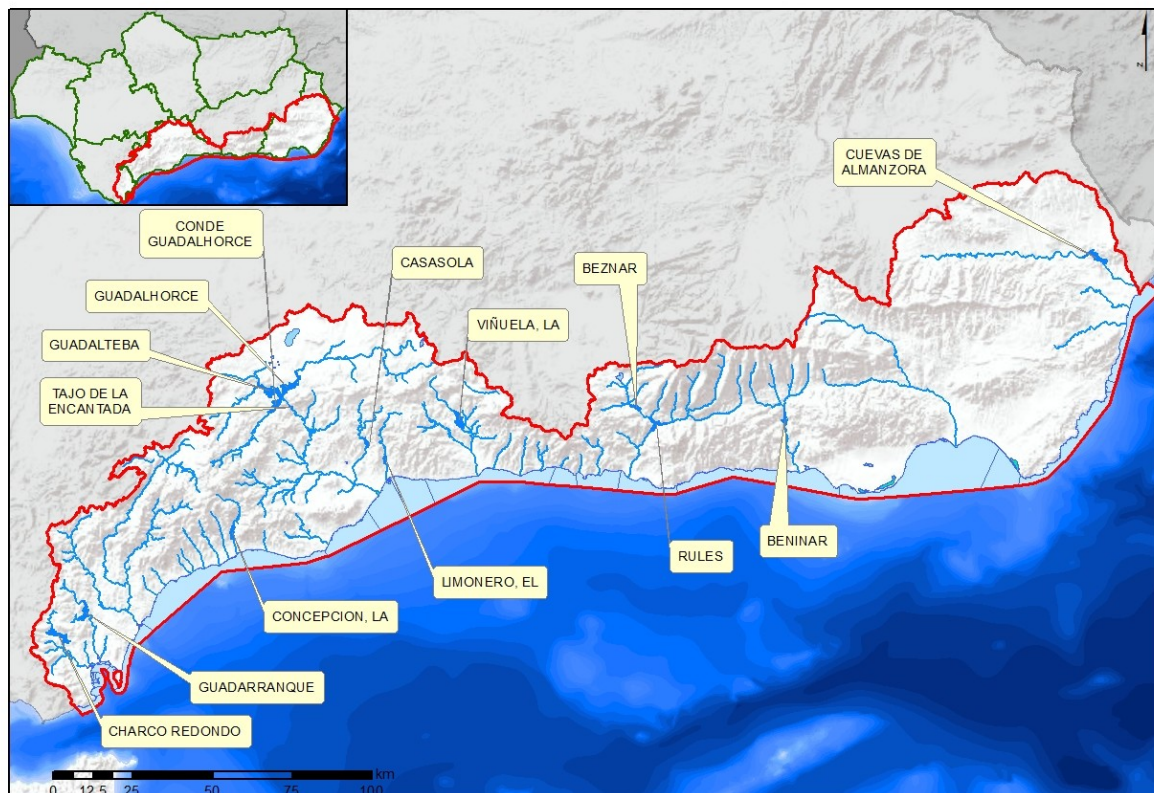 N
CUEVAS DE
ALMANZORA
CONDE
GUADALHORCE
CASASOLA
BEZNAR
GUADALHORCE
VIÑUELA, LA
GUADALTEBA
TAJO DE LA
ENCANTADA
RULES
BENINAR
LIMONERO, EL
CONCEPCION, LA
GUADARRANQUE
CHARCO REDONDO
km
0 12,5 25 50 75 100